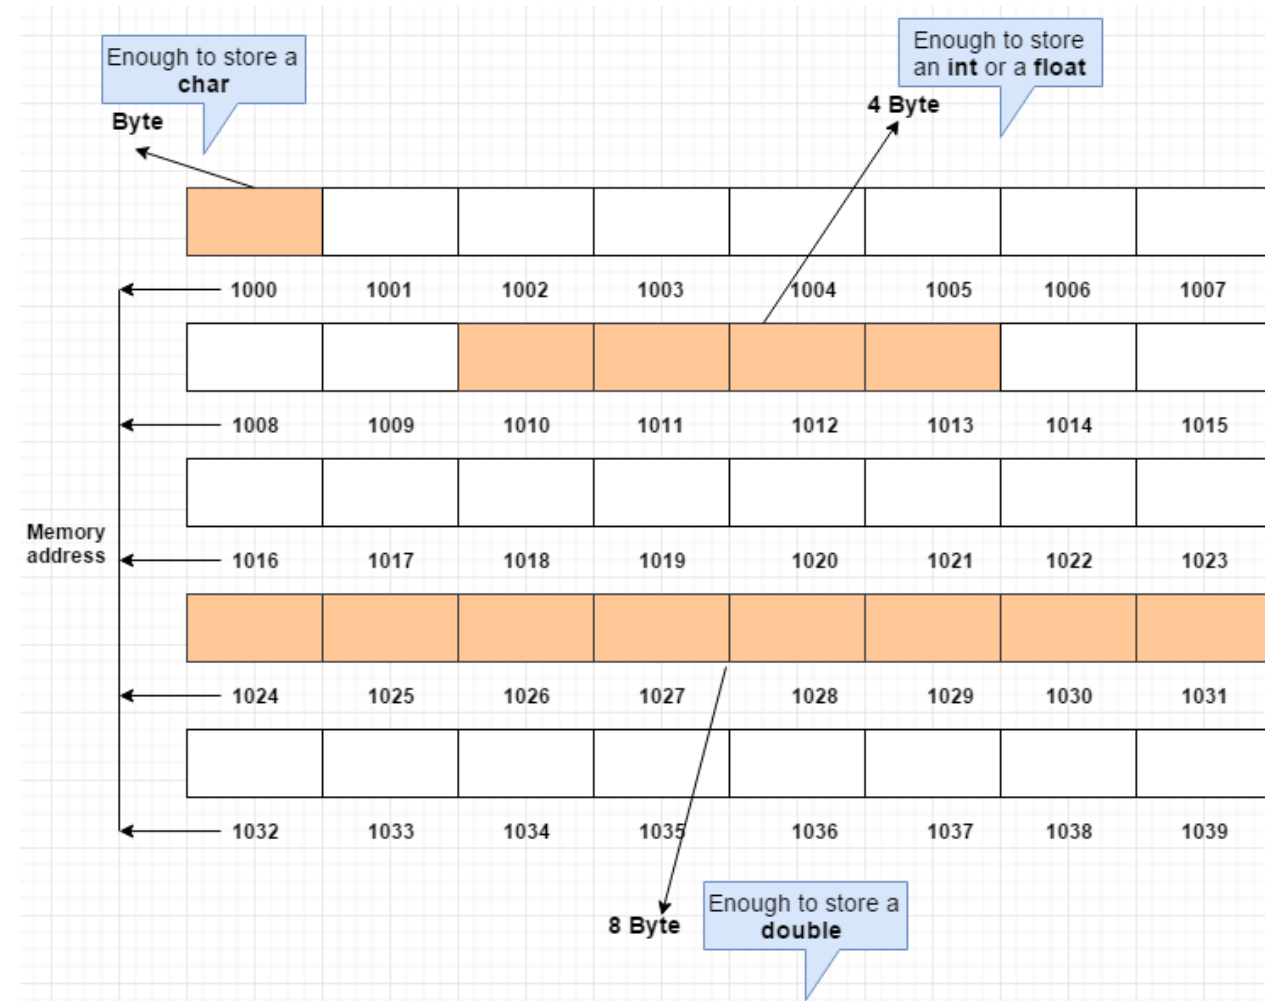 Enough to store a
char
Byte
Enough to store
an int or a float
4 Byte
1000 1001 1002 1003 1004 1005 1006 1007
1008 1009 1010 1011 1012 1013 1014 1015
Memory
address
1016 1017 1018 1019 1020 1021 1022 1023
1024 1025 1026 1027 1028 1029 1030 1031
1032 1033 1034 1035 1036 1037 1038 1039
8 Byte
Enough to store a
double